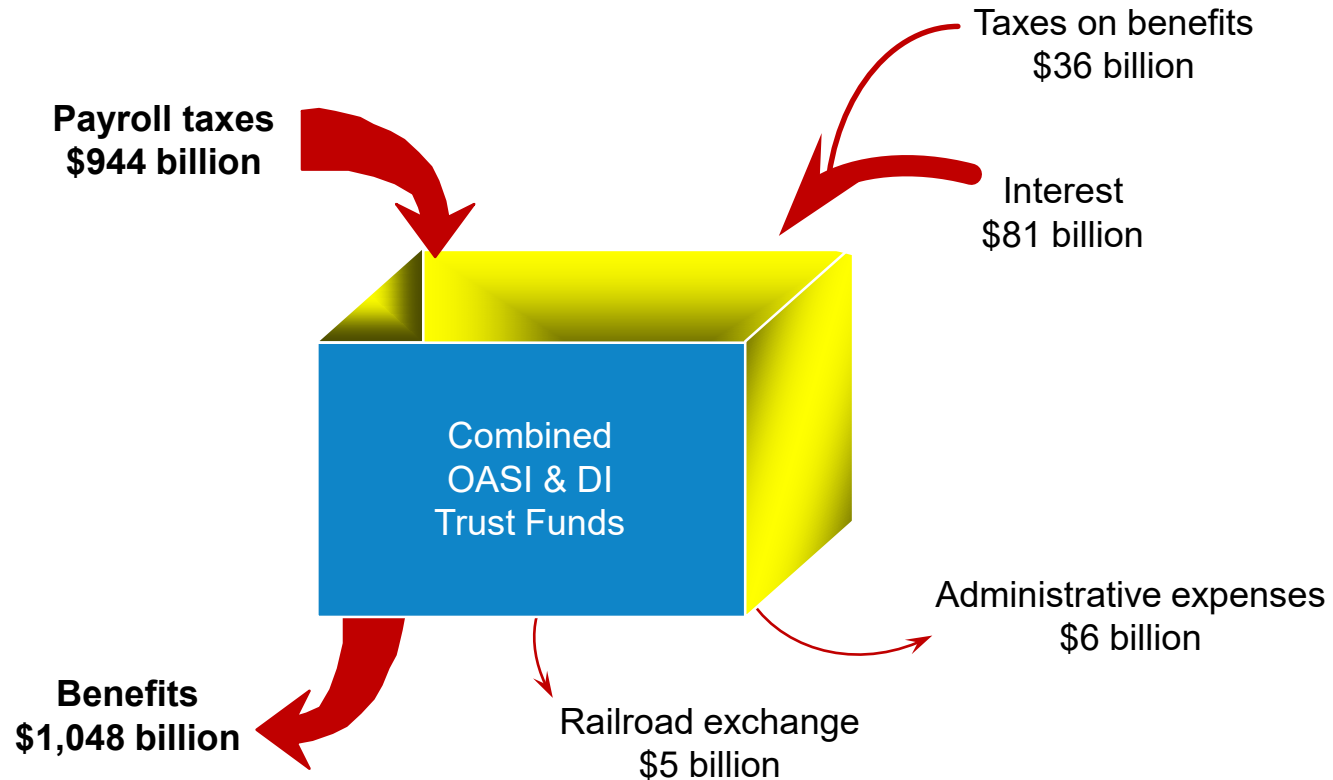 Taxes on benefits
$36 billion
Payroll taxes
$944 billion
Interest
$81 billion
Combined
OASI & DI
Trust Funds
Administrative expenses
$6 billion
Benefits
$1,048 billion
Railroad exchange
$5 billion